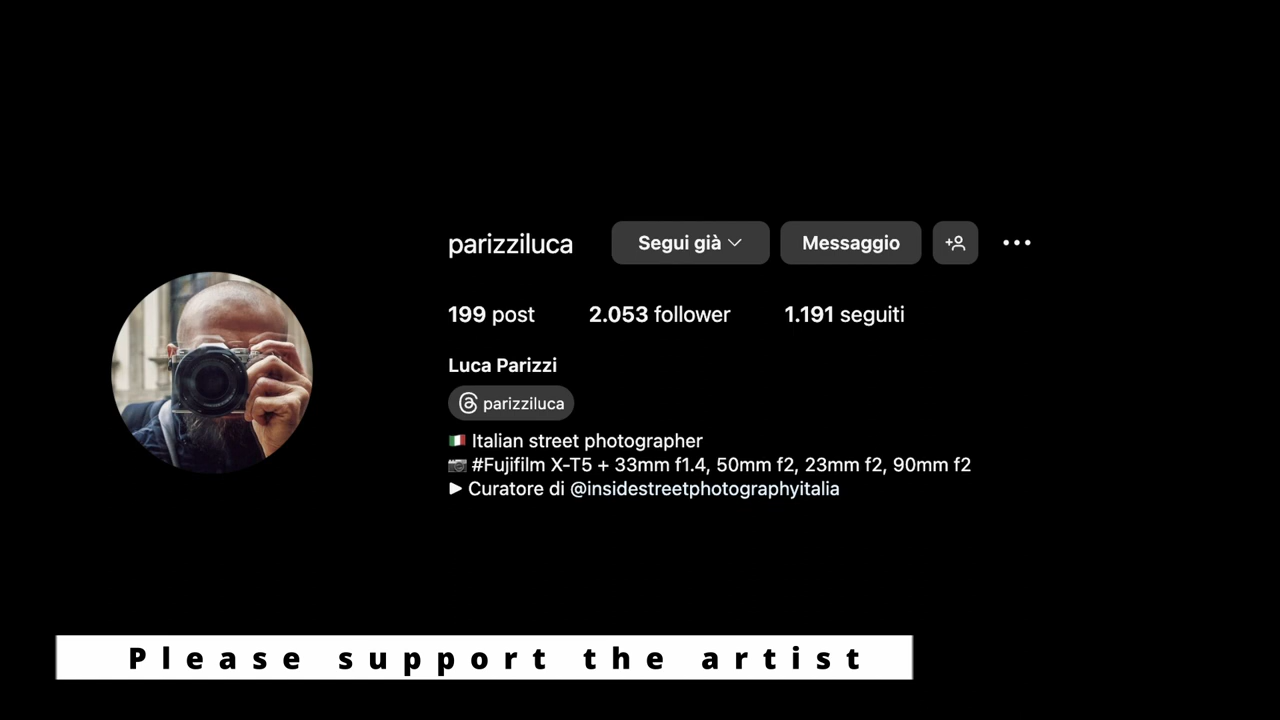 parizziluca Segui già Messaggio
199 post 2.053 follower 1.191 seguiti
Luca Parizzi
parizziluca
🇮🇹 Italian street photographer
📷 #Fujifilm X-T5 + 33mm f1.4, 50mm f2, 23mm f2, 90mm f2
▶ Curatore di @insidestreetphotographyitalia
Please support the artist